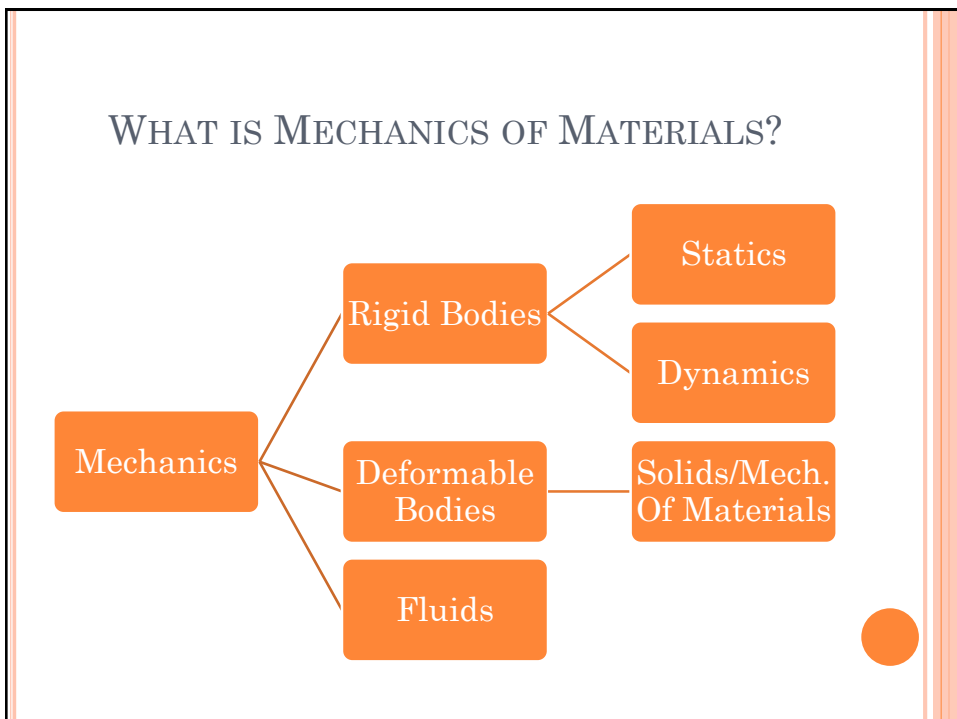 WHAT IS MECHANICS OF MATERIALS?
Mechanics
Rigid Bodies
Statics
Dynamics
Deformable
Bodies
Solids/Mech.
Of Materials
Fluids